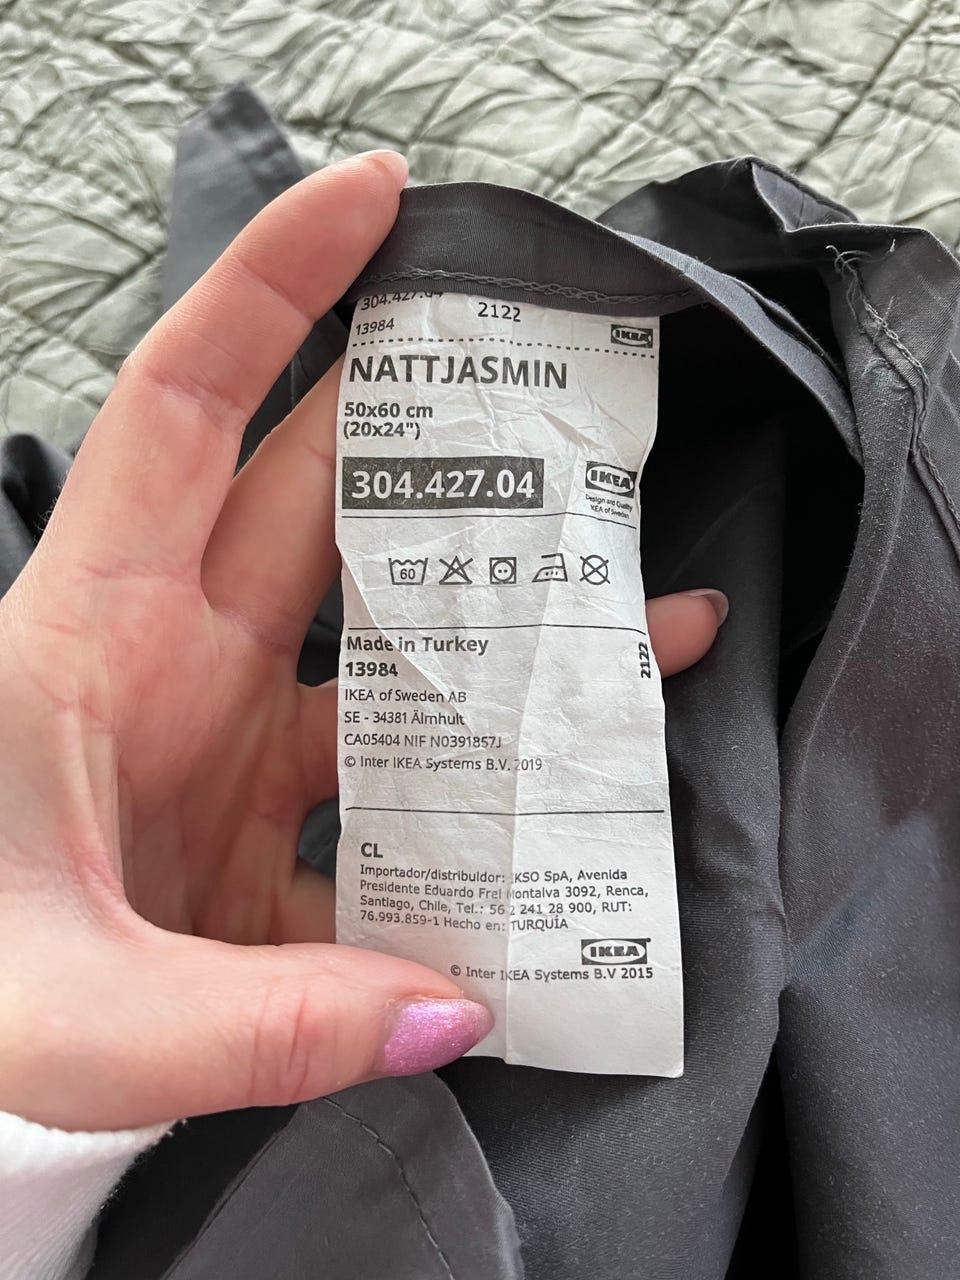 304.427.04
2122
13984
IKEA
NATTJASMIN
50x60 cm
(20x24")
304.427.04
IKEA
Design and Quality
IKEA of Sweden
60
Made in Turkey
13984
2122
IKEA of Sweden AB
SE - 34381 Älmhult
CA05404 NIF N0391857J
© Inter IKEA Systems B.V. 2019
CL
Importador/distribuidor: IKSO SpA, Avenida
Presidente Eduardo Frei Montalva 3092, Renca,
Santiago, Chile, Tel.: 56 2 241 28 900, RUT:
76.993.859-1 Hecho en: TURQUÍA
IKEA
© Inter IKEA Systems B.V 2015